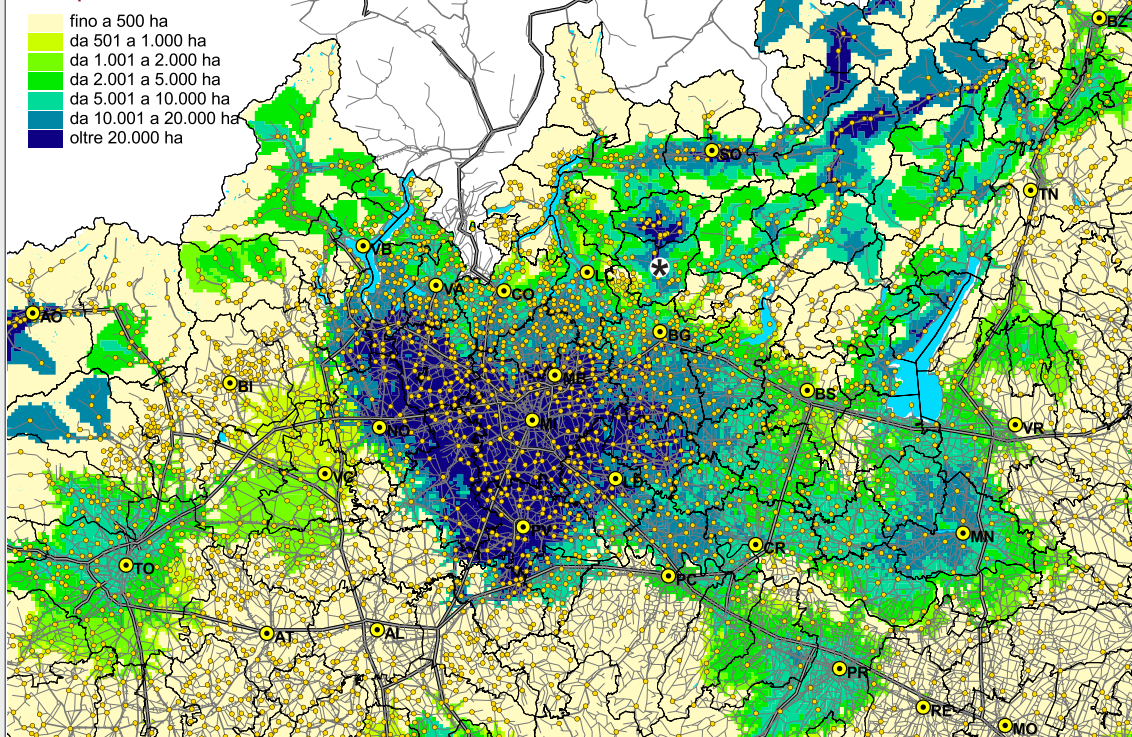 fino a 500 ha
da 501 a 1.000 ha
da 1.001 a 2.000 ha
da 2.001 a 5.000 ha
da 5.001 a 10.000 ha
da 10.001 a 20.000 ha
oltre 20.000 ha
BZ
SO
TN
VB
LC
VA
CO
AO
BG
MB
BI
BS
MI
NO
VR
VC
LO
PV
MN
CR
TO
PC
AT
AL
PR
RE
MO